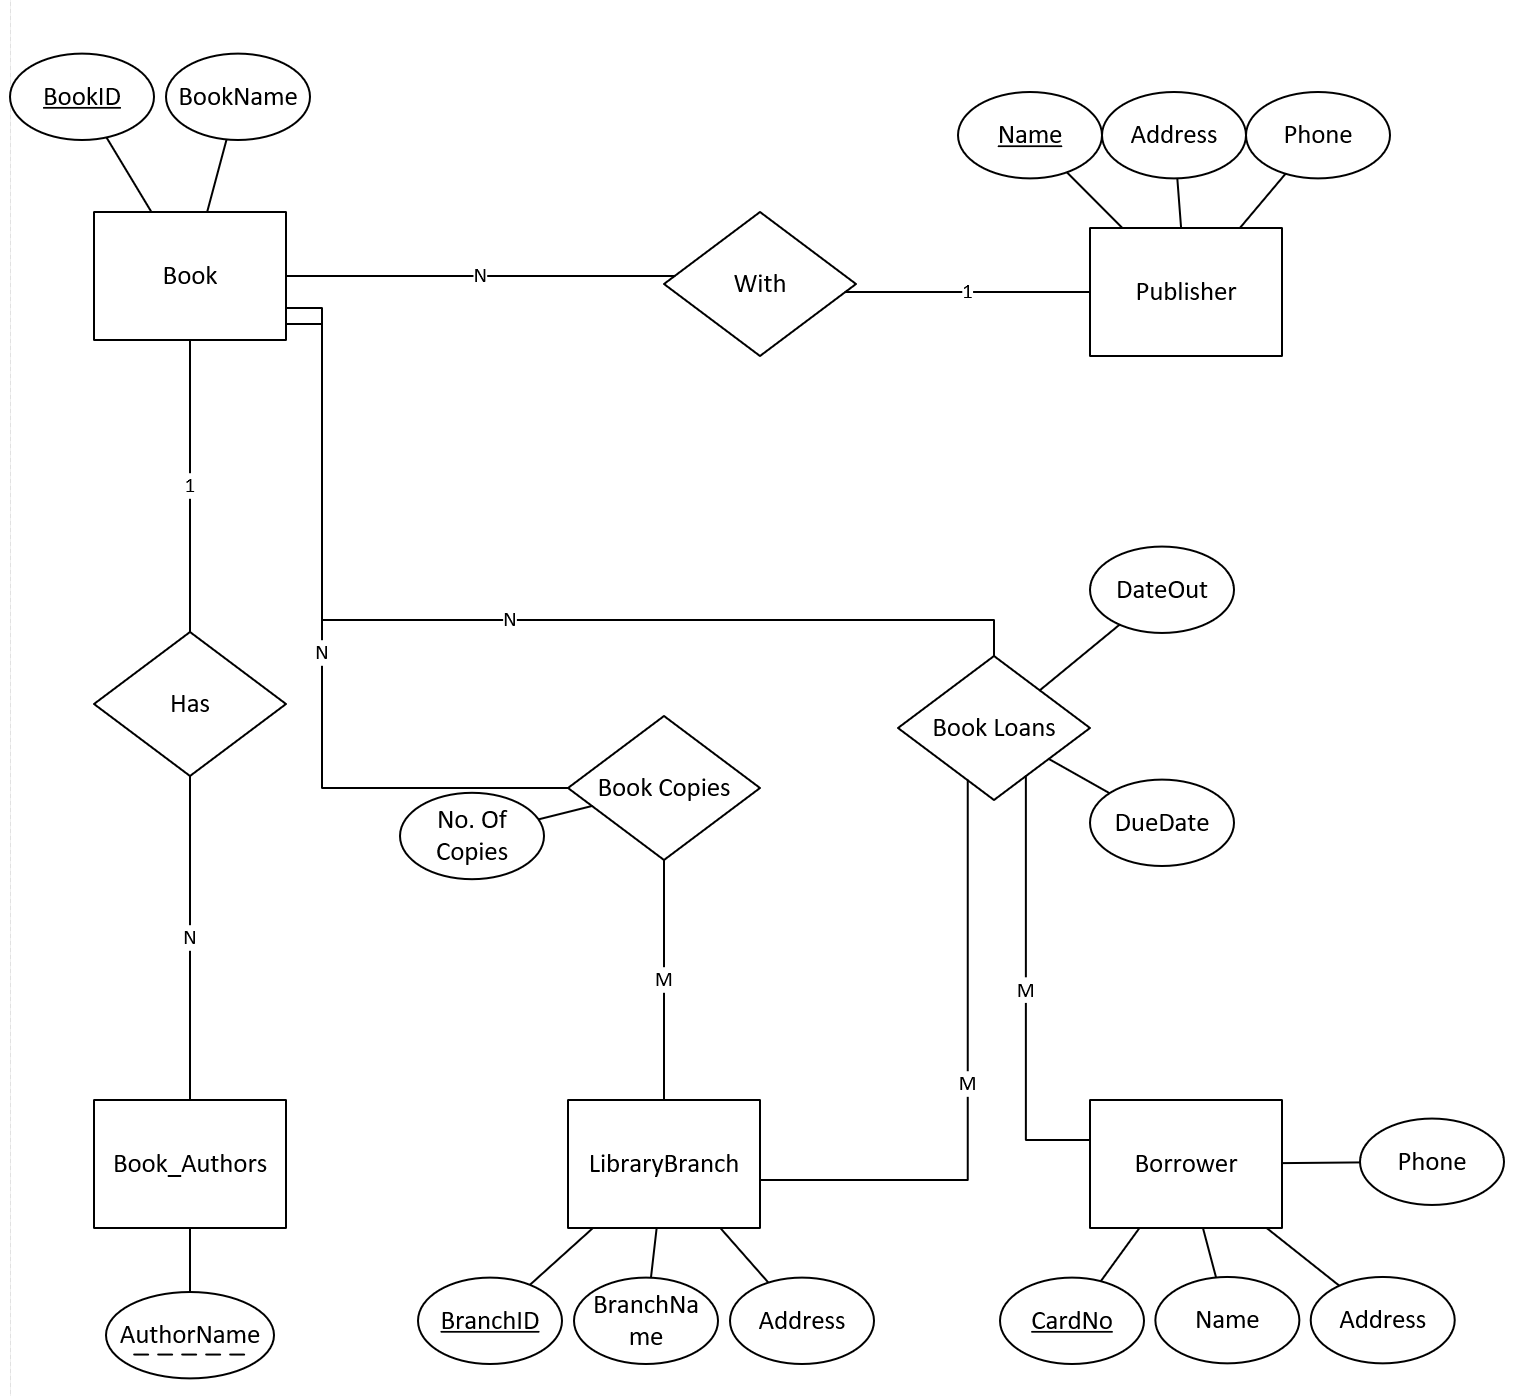 BookID
BookName
Name
Address
Phone
Book
N
With
1
Publisher
1
DateOut
N
N
Has
Book Loans
Book Copies
No. Of
Copies
DueDate
N
M
M
M
Book_Authors
LibraryBranch
Borrower
Phone
AuthorName
BranchID
BranchNa
me
Address
CardNo
Name
Address